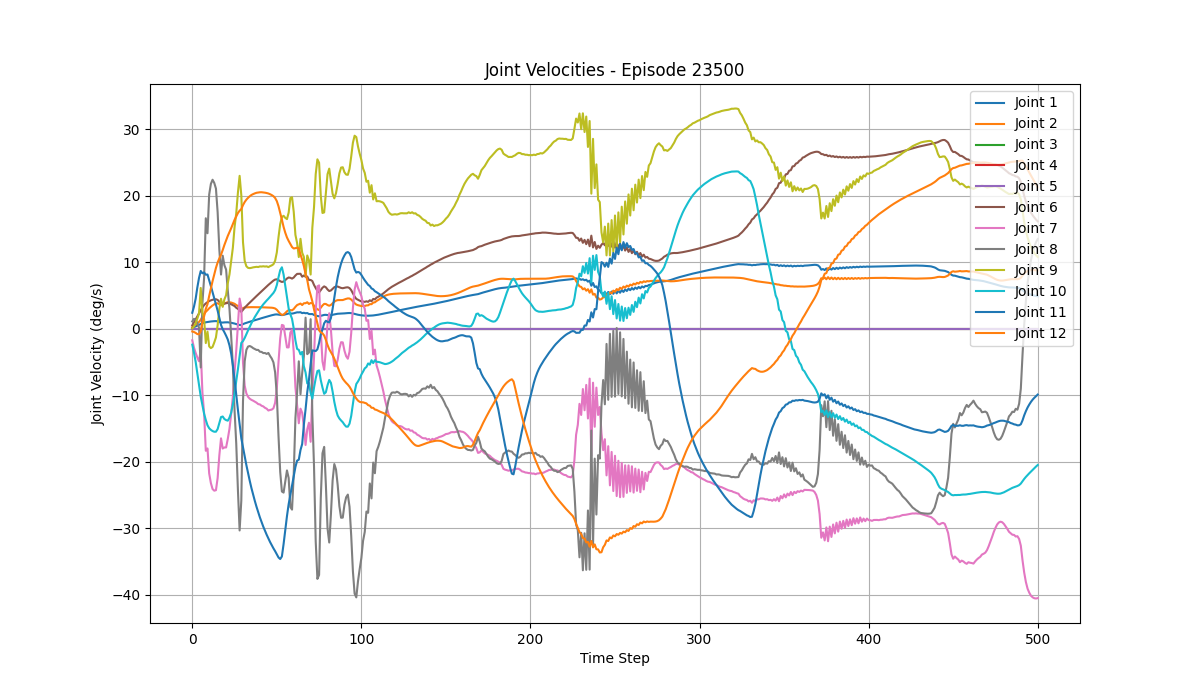 Joint Velocities - Episode 23500
Joint Velocity (deg/s)
30
20
10
0
−10
−20
−30
−40
0
100
200
300
400
500
Time Step
Joint 1
Joint 2
Joint 3
Joint 4
Joint 5
Joint 6
Joint 7
Joint 8
Joint 9
Joint 10
Joint 11
Joint 12